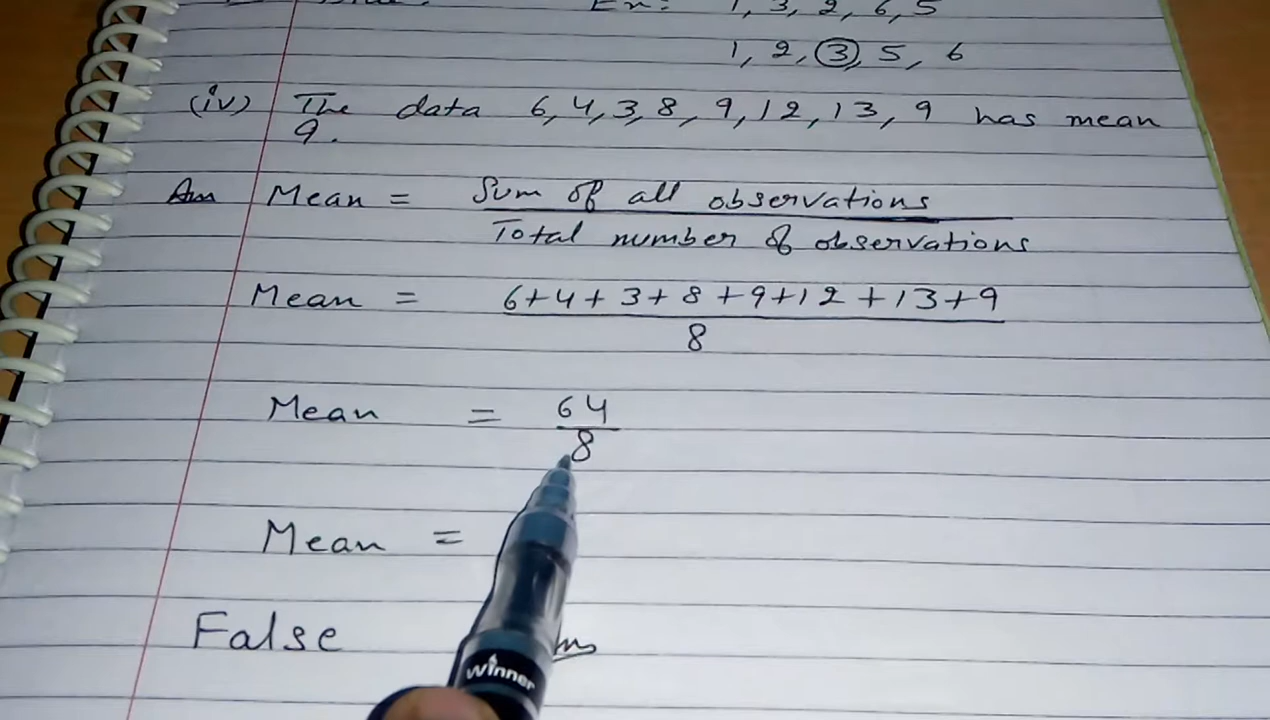 1, 3, 2, 6, 5
1, 2, 3, 5, 6
(iv) The data 6, 4, 3, 8, 9, 12, 13, 9 has mean
9.
Ans Mean = Sum of all observations
Total number of observations
Mean = 6+4+3+8+9+12+13+9
8
Mean = 64
8
Mean =
False
Winner